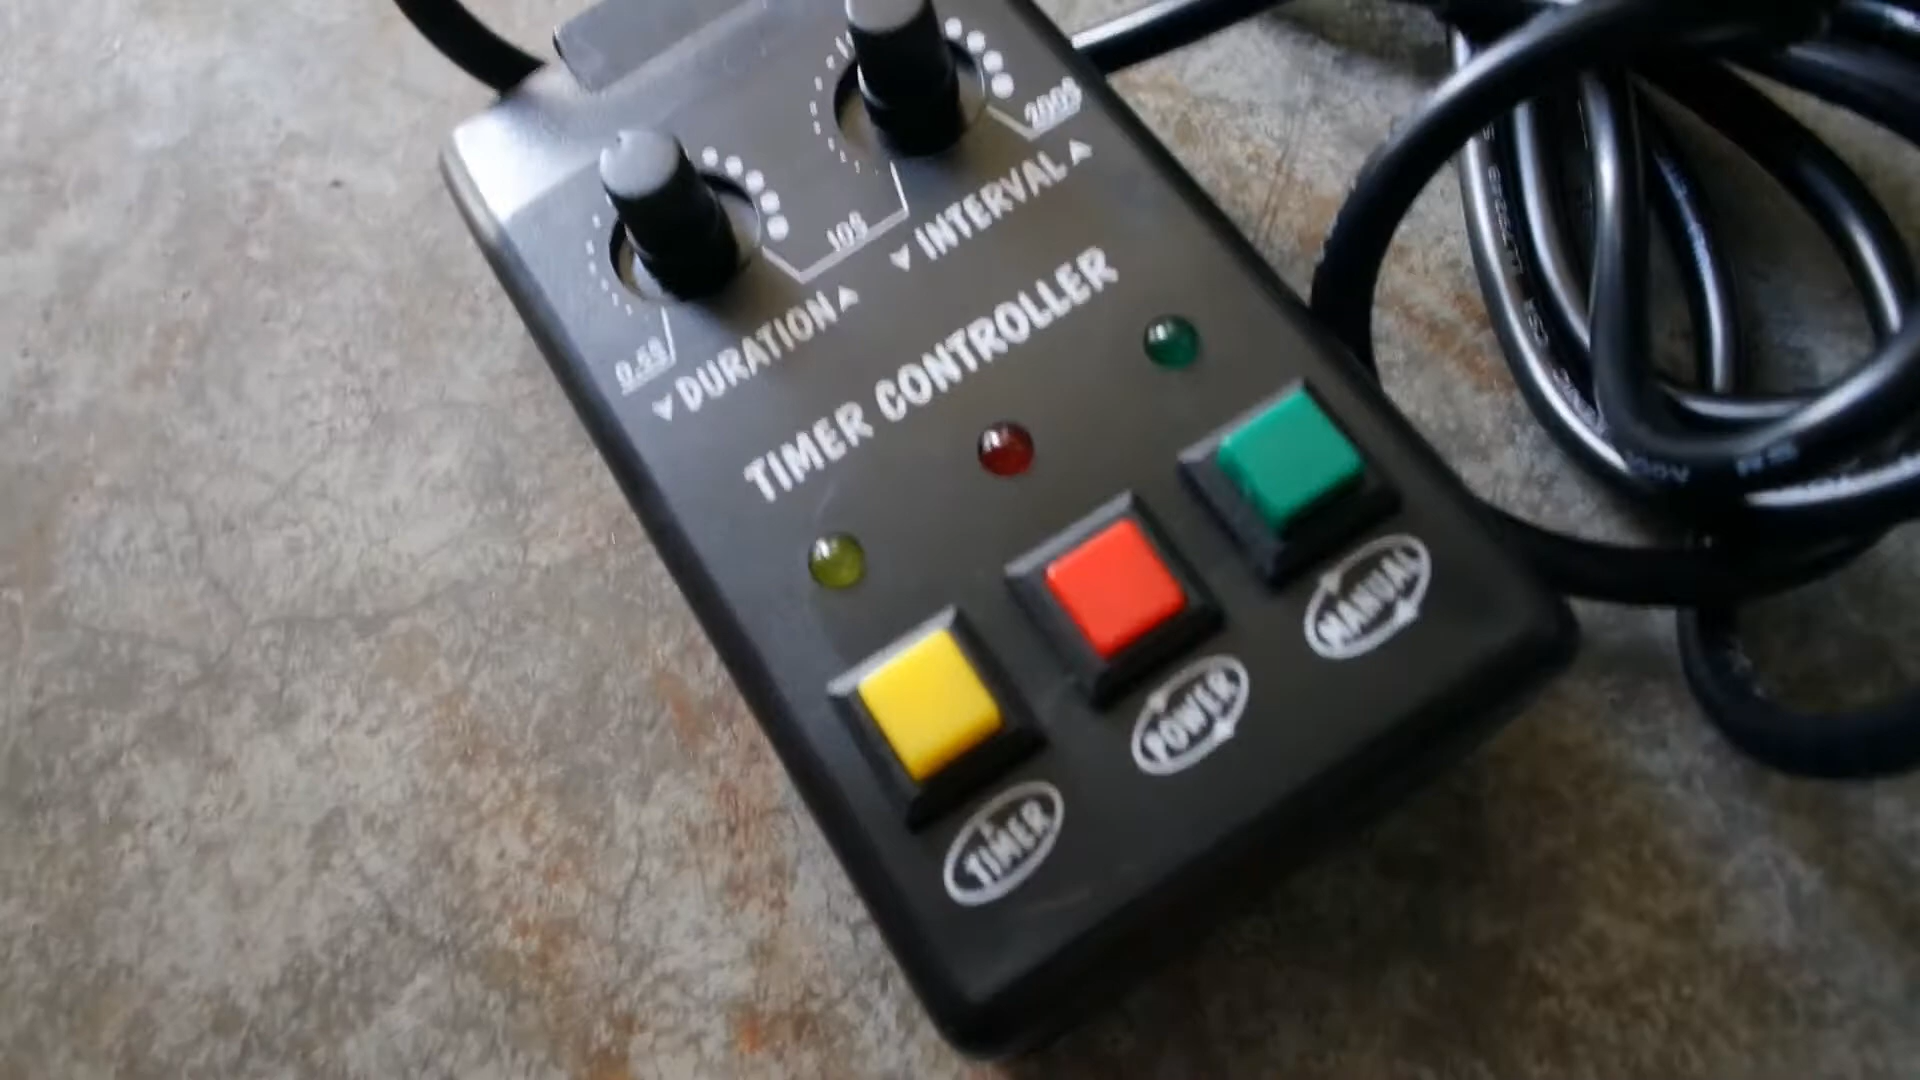 200S
10S
▼ INTERVAL ▲
0.5S
▼ DURATION ▲
TIMER CONTROLLER
MANUAL
POWER
TIMER